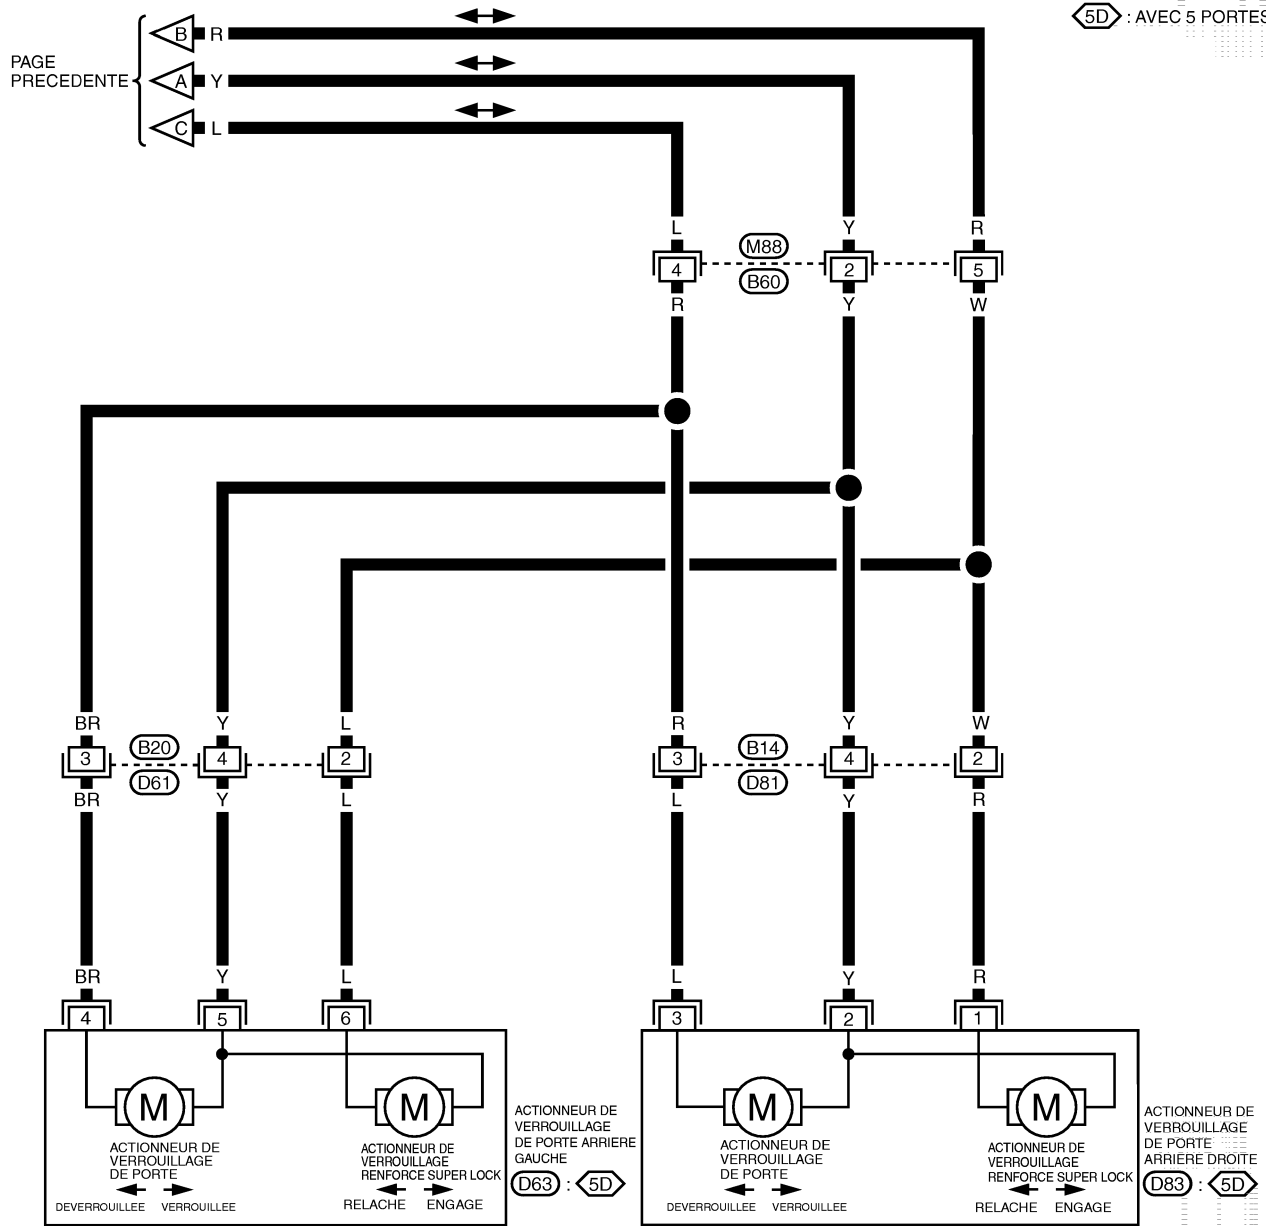 5D : AVEC 5 PORTES
B R
PAGE
PRECEDENTE
A Y
C L
L Y R
M88
4 2 5
B60
R Y W
BR Y L R Y W
B20 B14
3 4 2 3 4 2
D61 D81
BR Y L L Y R
BR Y L L Y R
4 5 6 3 2 1
M M M M
ACTIONNEUR DE
VERROUILLAGE
DE PORTE
DEVERROUILLEE VERROUILLEE
ACTIONNEUR DE
VERROUILLAGE
RENFORCE SUPER LOCK
RELACHE ENGAGE
ACTIONNEUR DE
VERROUILLAGE
DE PORTE ARRIERE
GAUCHE
D63 : 5D
ACTIONNEUR DE
VERROUILLAGE
DE PORTE
DEVERROUILLEE VERROUILLEE
ACTIONNEUR DE
VERROUILLAGE
RENFORCE SUPER LOCK
RELACHE ENGAGE
ACTIONNEUR DE
VERROUILLAGE
DE PORTE
ARRIERE DROITE
D83 : 5D